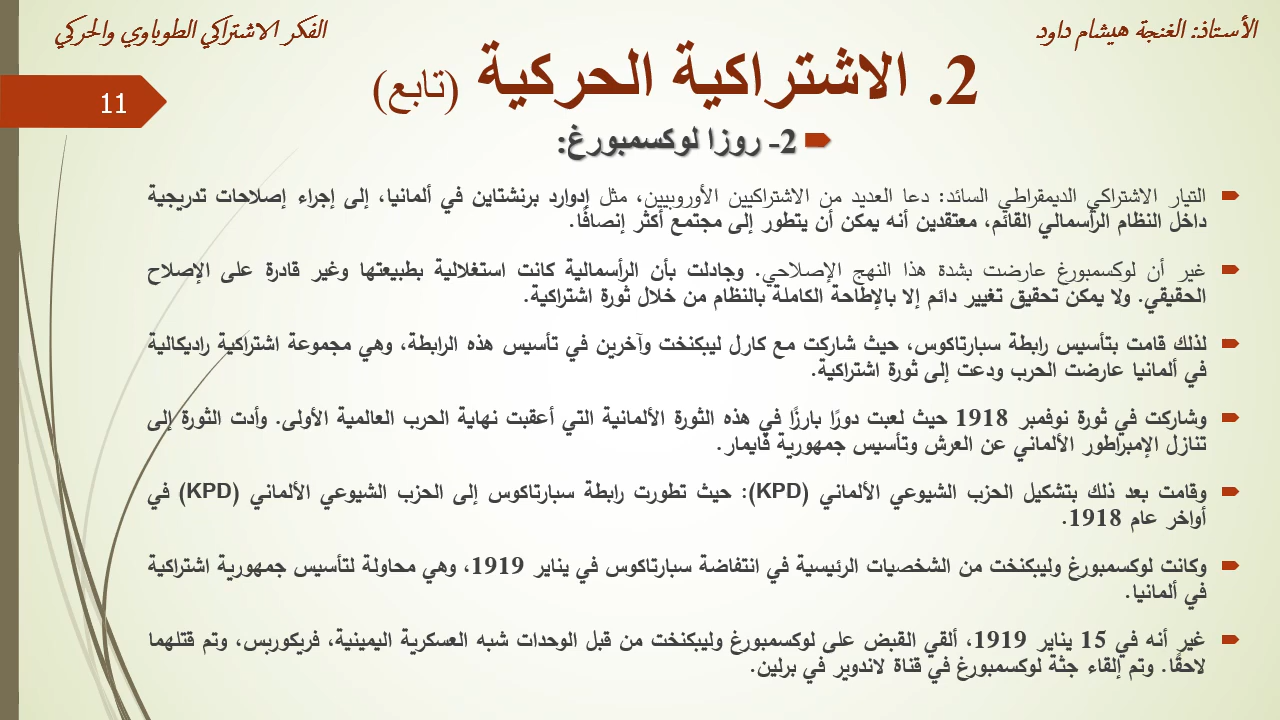 الأستاذ: الغنجة هيشام داود
الفكر الاشتراكي الطوباوي والحركي
11
2. الاشتراكية الحركية (تابع)
2- روزا لوكسمبورغ:
التيار الاشتراكي الديمقراطي السائد: دعا العديد من الاشتراكيين الأوروبيين، مثل إدوارد برنشتاين في ألمانيا، إلى إجراء إصلاحات تدريجية
داخل النظام الرأسمالي القائم، معتقدين أنه يمكن أن يتطور إلى مجتمع أكثر إنصافًا.
غير أن لوكسمبورغ عارضت بشدة هذا النهج الإصلاحي. وجادلت بأن الرأسمالية كانت استغلالية بطبيعتها وغير قادرة على الإصلاح
الحقيقي. ولا يمكن تحقيق تغيير دائم إلا بالإطاحة الكاملة بالنظام من خلال ثورة اشتراكية.
لذلك قامت بتأسيس رابطة سبارتاكوس، حيث شاركت مع كارل ليبكنخت وآخرين في تأسيس هذه الرابطة، وهي مجموعة اشتراكية راديكالية
في ألمانيا عارضت الحرب ودعت إلى ثورة اشتراكية.
وشاركت في ثورة نوفمبر 1918 حيث لعبت دورًا بارزًا في هذه الثورة الألمانية التي أعقبت نهاية الحرب العالمية الأولى. وأدت الثورة إلى
تنازل الإمبراطور الألماني عن العرش وتأسيس جمهورية فايمار.
وقامت بعد ذلك بتشكيل الحزب الشيوعي الألماني (KPD): حيث تطورت رابطة سبارتاكوس إلى الحزب الشيوعي الألماني (KPD) في
أواخر عام 1918.
وكانت لوكسمبورغ وليبكنخت من الشخصيات الرئيسية في انتفاضة سبارتاكوس في يناير 1919، وهي محاولة لتأسيس جمهورية اشتراكية
في ألمانيا.
غير أنه في 15 يناير 1919، ألقي القبض على لوكسمبورغ وليبكنخت من قبل الوحدات شبه العسكرية اليمينية، فريكوربس، وتم قتلهما
لاحقًا. وتم إلقاء جثة لوكسمبورغ في قناة لاندوير في برلين.